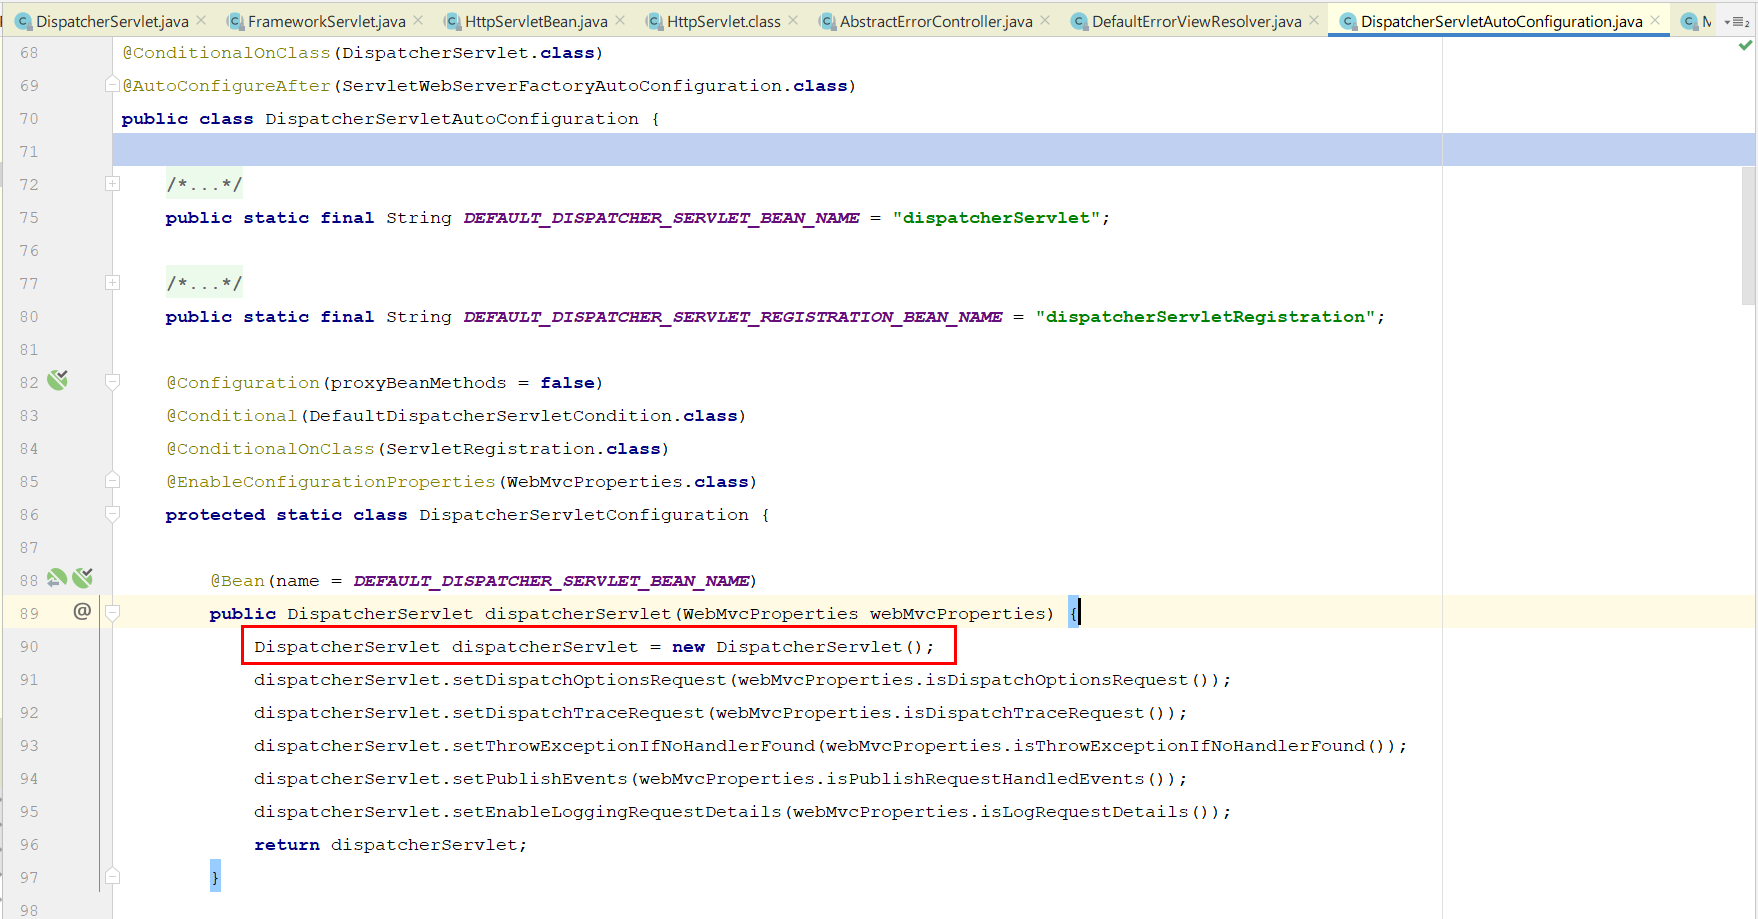 DispatcherServlet.java FrameworkServlet.java HttpServletBean.java HttpServlet.class AbstractErrorController.java DefaultErrorViewResolver.java DispatcherServletAutoConfiguration.java
68 @ConditionalOnClass(DispatcherServlet.class)
69 @AutoConfigureAfter(ServletWebServerFactoryAutoConfiguration.class)
70 public class DispatcherServletAutoConfiguration {
71
72 /*...*/
75 public static final String DEFAULT_DISPATCHER_SERVLET_BEAN_NAME = "dispatcherServlet";
76
77 /*...*/
80 public static final String DEFAULT_DISPATCHER_SERVLET_REGISTRATION_BEAN_NAME = "dispatcherServletRegistration";
81
82 @Configuration(proxyBeanMethods = false)
83 @Conditional(DefaultDispatcherServletCondition.class)
84 @ConditionalOnClass(ServletRegistration.class)
85 @EnableConfigurationProperties(WebMvcProperties.class)
86 protected static class DispatcherServletConfiguration {
87
88 @Bean(name = DEFAULT_DISPATCHER_SERVLET_BEAN_NAME)
89 @ public DispatcherServlet dispatcherServlet(WebMvcProperties webMvcProperties) {
90 DispatcherServlet dispatcherServlet = new DispatcherServlet();
91 dispatcherServlet.setDispatchOptionsRequest(webMvcProperties.isDispatchOptionsRequest());
92 dispatcherServlet.setDispatchTraceRequest(webMvcProperties.isDispatchTraceRequest());
93 dispatcherServlet.setThrowExceptionIfNoHandlerFound(webMvcProperties.isThrowExceptionIfNoHandlerFound());
94 dispatcherServlet.setPublishEvents(webMvcProperties.isPublishRequestHandledEvents());
95 dispatcherServlet.setEnableLoggingRequestDetails(webMvcProperties.isLogRequestDetails());
96 return dispatcherServlet;
97 }
98